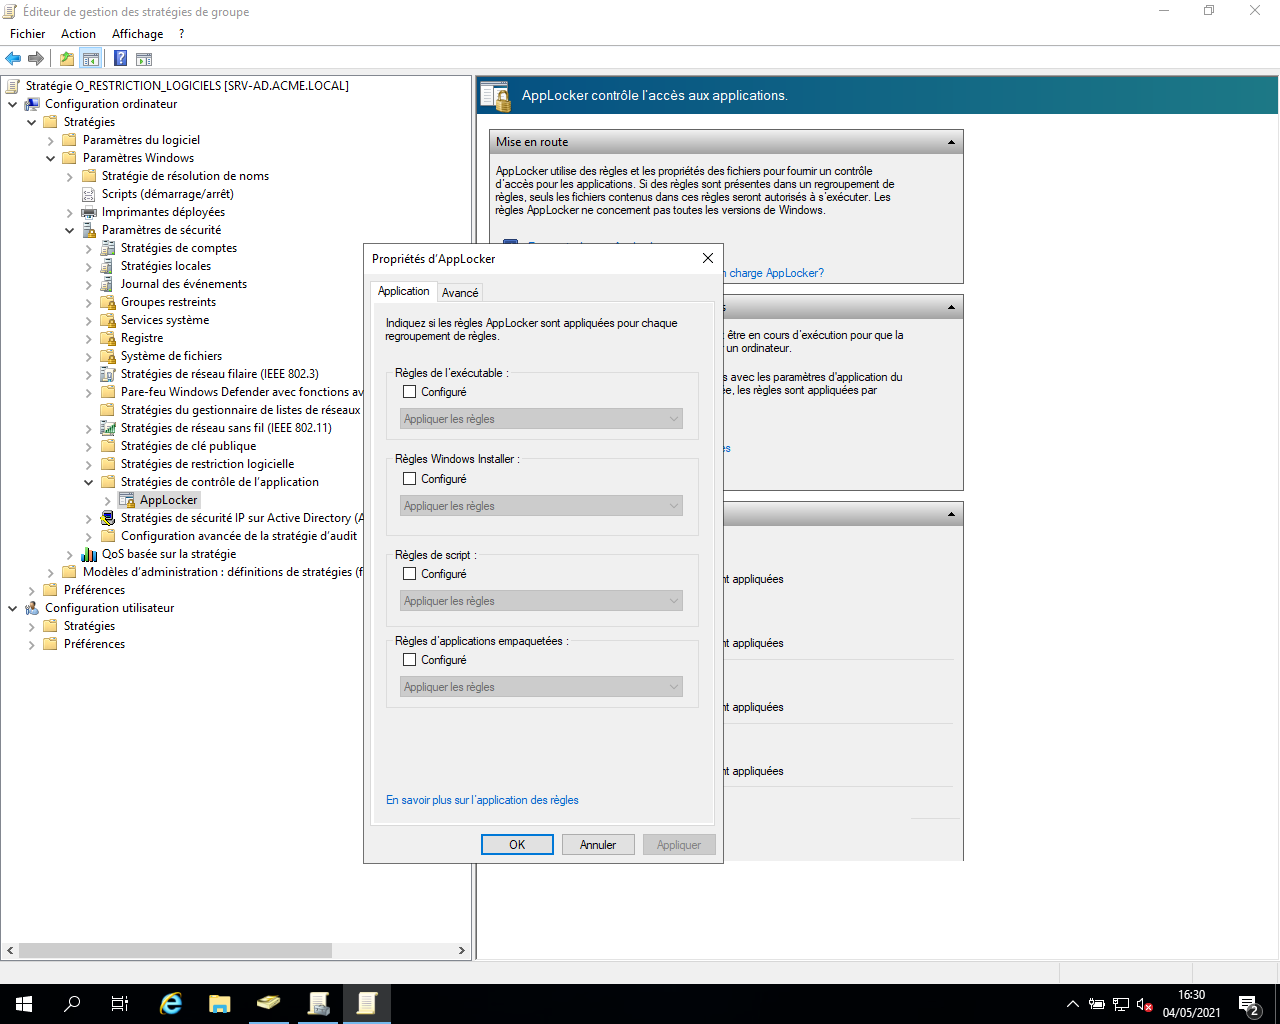 Éditeur de gestion des stratégies de groupe
Fichier Action Affichage ?
Stratégie O_RESTRICTION_LOGICIELS [SRV-AD.ACME.LOCAL]
Configuration ordinateur
Stratégies
Paramètres du logiciel
Paramètres Windows
Stratégie de résolution de noms
Scripts (démarrage/arrêt)
Imprimantes déployées
Paramètres de sécurité
Stratégies de comptes
Stratégies locales
Journal des événements
Groupes restreints
Services système
Registre
Système de fichiers
Stratégies de réseau filaire (IEEE 802.3)
Pare-feu Windows Defender avec fonctions av
Stratégies du gestionnaire de listes de réseaux
Stratégies de réseau sans fil (IEEE 802.11)
Stratégies de clé publique
Stratégies de restriction logicielle
Stratégies de contrôle de l'application
AppLocker
Stratégies de sécurité IP sur Active Directory (A
Configuration avancée de la stratégie d'audit
QoS basée sur la stratégie
Modèles d'administration : définitions de stratégies (f
Préférences
Configuration utilisateur
Stratégies
Préférences
AppLocker contrôle l'accès aux applications.
Mise en route
AppLocker utilise des règles et les propriétés des fichiers pour fournir un contrôle
d'accès pour les applications. Si des règles sont présentes dans un regroupement de
règles, seuls les fichiers contenus dans ces règles seront autorisés à s'exécuter. Les
règles AppLocker ne concernent pas toutes les versions de Windows.
n charge AppLocker?
s
être en cours d'exécution pour que la
un ordinateur.
s avec les paramètres d'application du
ée, les règles sont appliquées par
es
nt appliquées
nt appliquées
nt appliquées
nt appliquées
Propriétés d'AppLocker
Application Avancé
Indiquez si les règles AppLocker sont appliquées pour chaque
regroupement de règles.
Règles de l'exécutable :
Configuré
Appliquer les règles
Règles Windows Installer :
Configuré
Appliquer les règles
Règles de script :
Configuré
Appliquer les règles
Règles d'applications empaquetées :
Configuré
Appliquer les règles
En savoir plus sur l'application des règles
OK Annuler Appliquer
16:30
04/05/2021
2